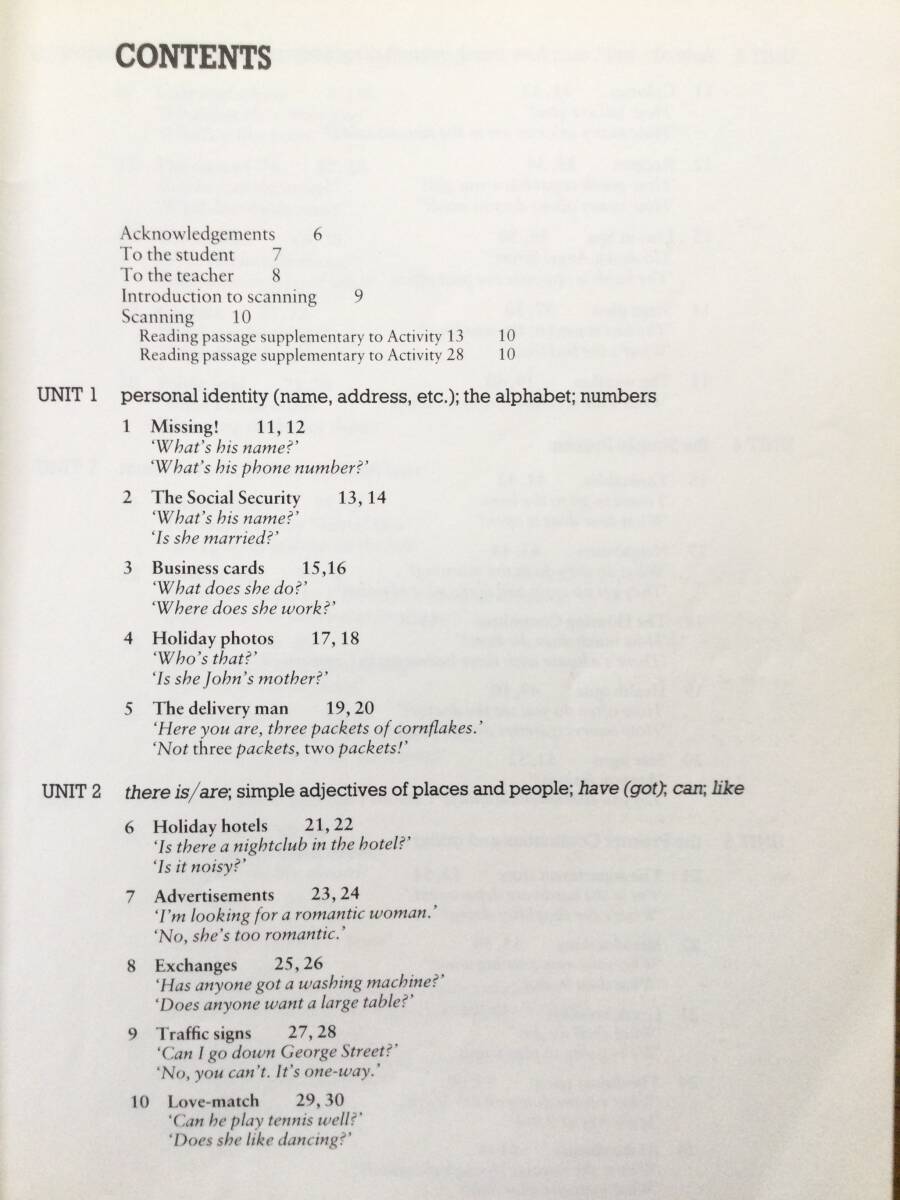 CONTENTS
Acknowledgements 6
To the student 7
To the teacher 8
Introduction to scanning 9
Scanning 10
Reading passage supplementary to Activity 13 10
Reading passage supplementary to Activity 28 10
UNIT 1 personal identity (name, address, etc.); the alphabet; numbers
1 Missing! 11, 12
‘What's his name?’
‘What's his phone number?’
2 The Social Security 13, 14
‘What's his name?’
‘Is she married?’
3 Business cards 15,16
‘What does she do?’
‘Where does she work?’
4 Holiday photos 17, 18
‘Who's that?’
‘Is she John's mother?’
5 The delivery man 19, 20
‘Here you are, three packets of cornflakes.’
‘Not three packets, two packets!’
UNIT 2 there is/are; simple adjectives of places and people; have (got); can; like
6 Holiday hotels 21, 22
‘Is there a nightclub in the hotel?’
‘Is it noisy?’
7 Advertisements 23, 24
‘I'm looking for a romantic woman.’
‘No, she's too romantic.’
8 Exchanges 25, 26
‘Has anyone got a washing machine?’
‘Does anyone want a large table?’
9 Traffic signs 27, 28
‘Can I go down George Street?’
‘No, you can't. It's one-way.’
10 Love-match 29, 30
‘Can he play tennis well?’
‘Does she like dancing?’